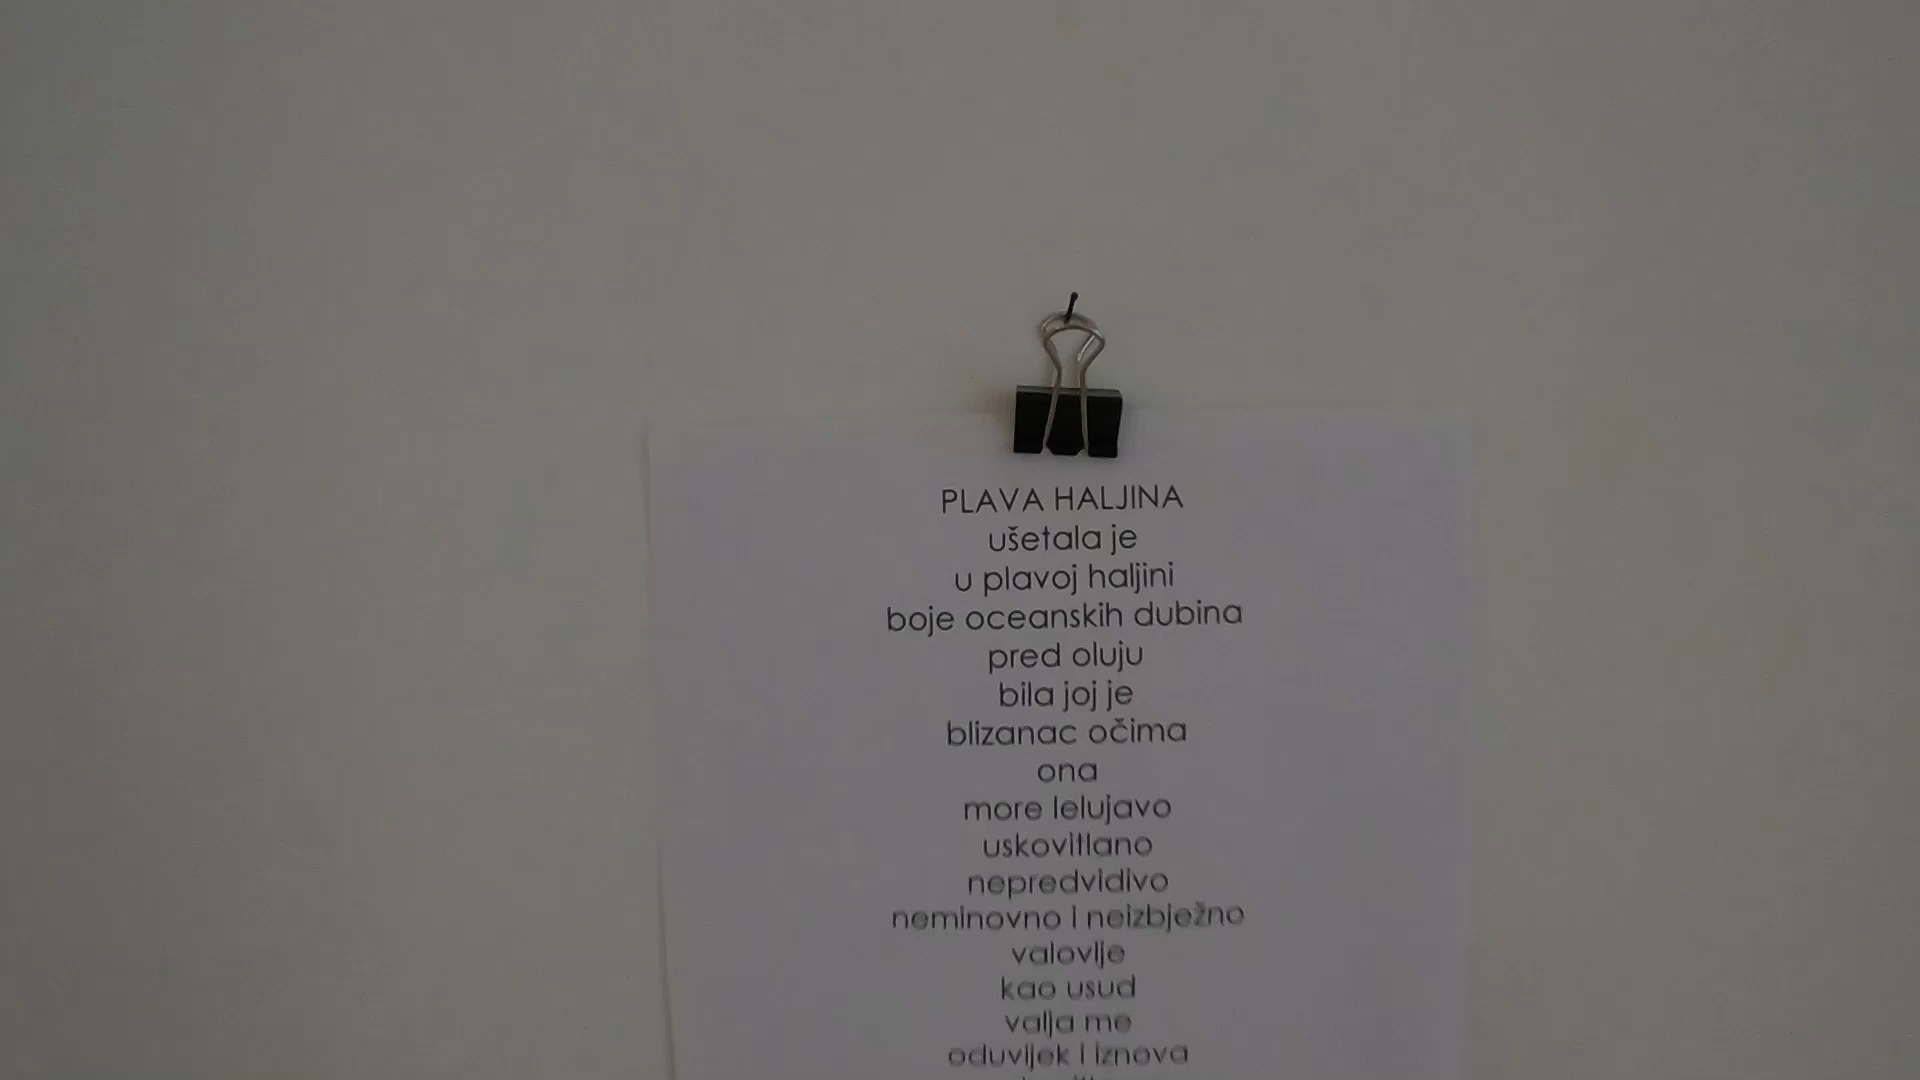 PLAVA HALJINA
ušetala je
u plavoj haljini
boje oceanskih dubina
pred oluju
bila joj je
blizanac očima
ona
more lelujavo
uskovitlano
nepredvidivo
neminovno i neizbježno
valovlje
kao usud
valja me
oduvijek i iznova